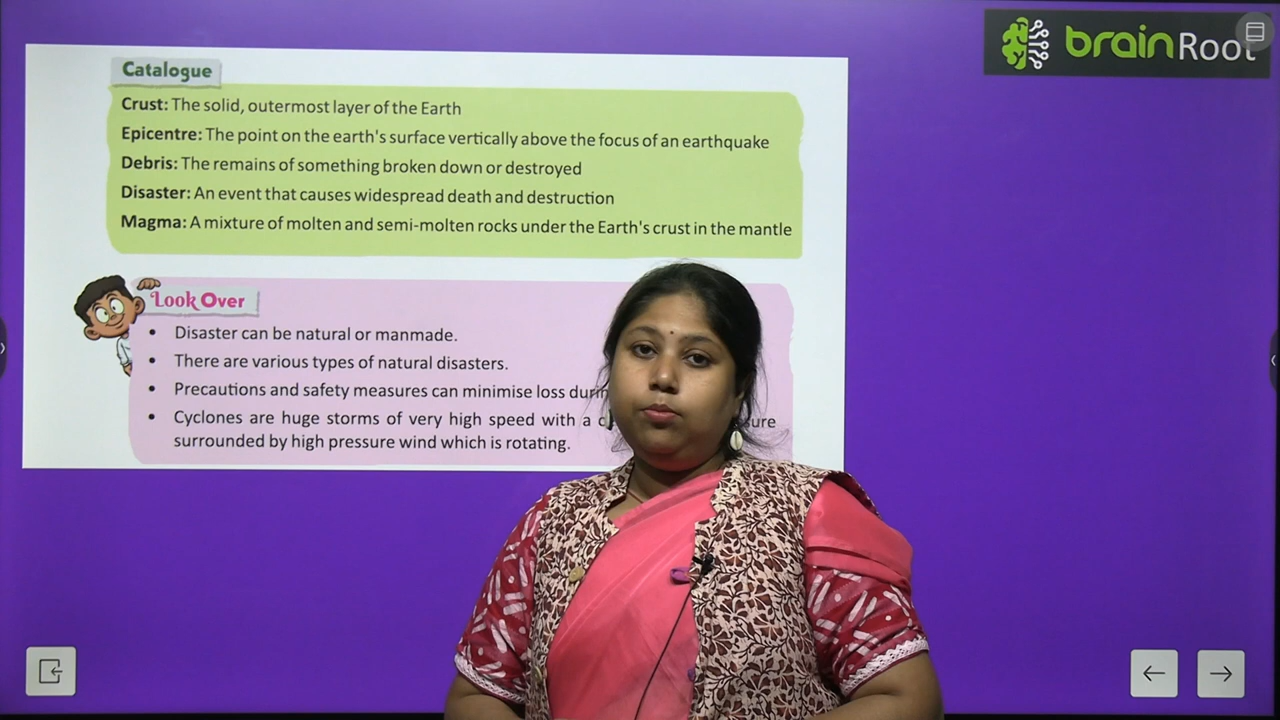 brainRoot
Catalogue
Crust: The solid, outermost layer of the Earth
Epicentre: The point on the earth's surface vertically above the focus of an earthquake
Debris: The remains of something broken down or destroyed
Disaster: An event that causes widespread death and destruction
Magma: A mixture of molten and semi-molten rocks under the Earth's crust in the mantle
Look Over
• Disaster can be natural or manmade.
• There are various types of natural disasters.
• Precautions and safety measures can minimise loss
• Cyclones are huge storms of very high speed with a
surrounded by high pressure wind which is rotating.